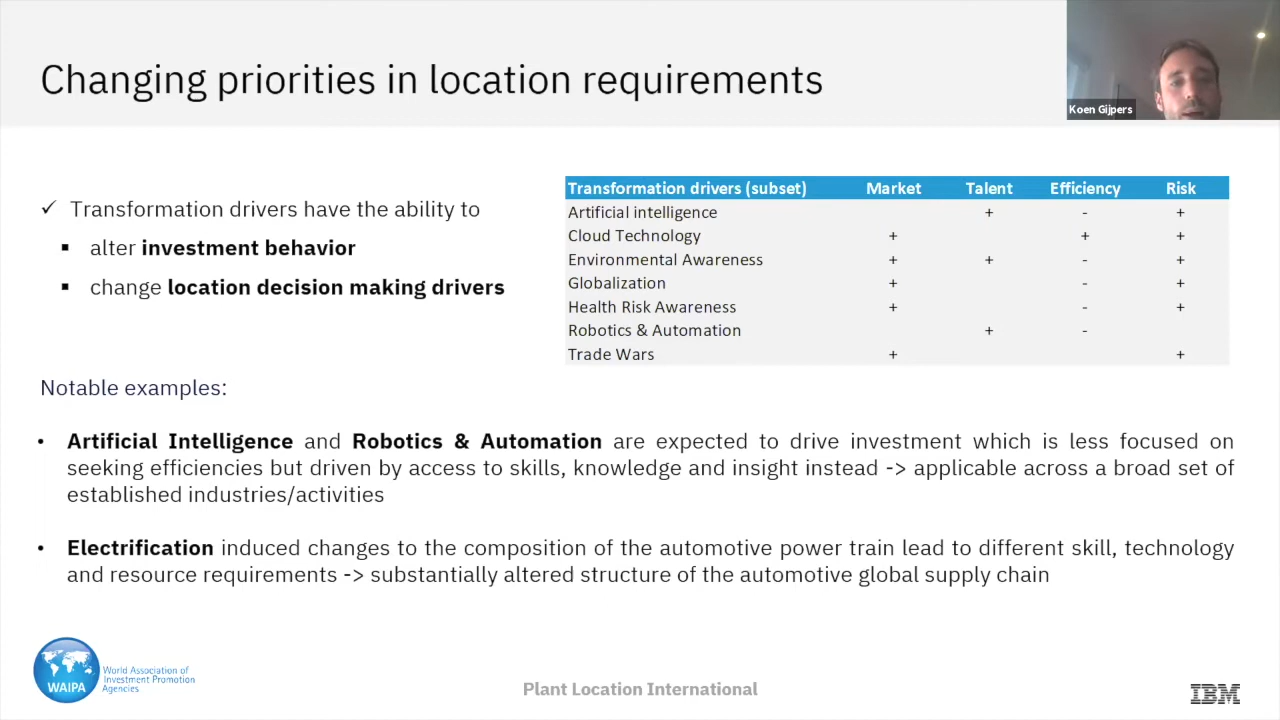 Changing priorities in location requirements
Koen Gijpers
✓ Transformation drivers have the ability to
▪ alter investment behavior
▪ change location decision making drivers
Transformation drivers (subset) Market Talent Efficiency Risk
Artificial intelligence + - +
Cloud Technology + + +
Environmental Awareness + + - +
Globalization + - +
Health Risk Awareness + - +
Robotics & Automation + -
Trade Wars + +
Notable examples:
• Artificial Intelligence and Robotics & Automation are expected to drive investment which is less focused on
seeking efficiencies but driven by access to skills, knowledge and insight instead -> applicable across a broad set of
established industries/activities
• Electrification induced changes to the composition of the automotive power train lead to different skill, technology
and resource requirements -> substantially altered structure of the automotive global supply chain
WAIPA
World Association of
Investment Promotion
Agencies
Plant Location International
IBM